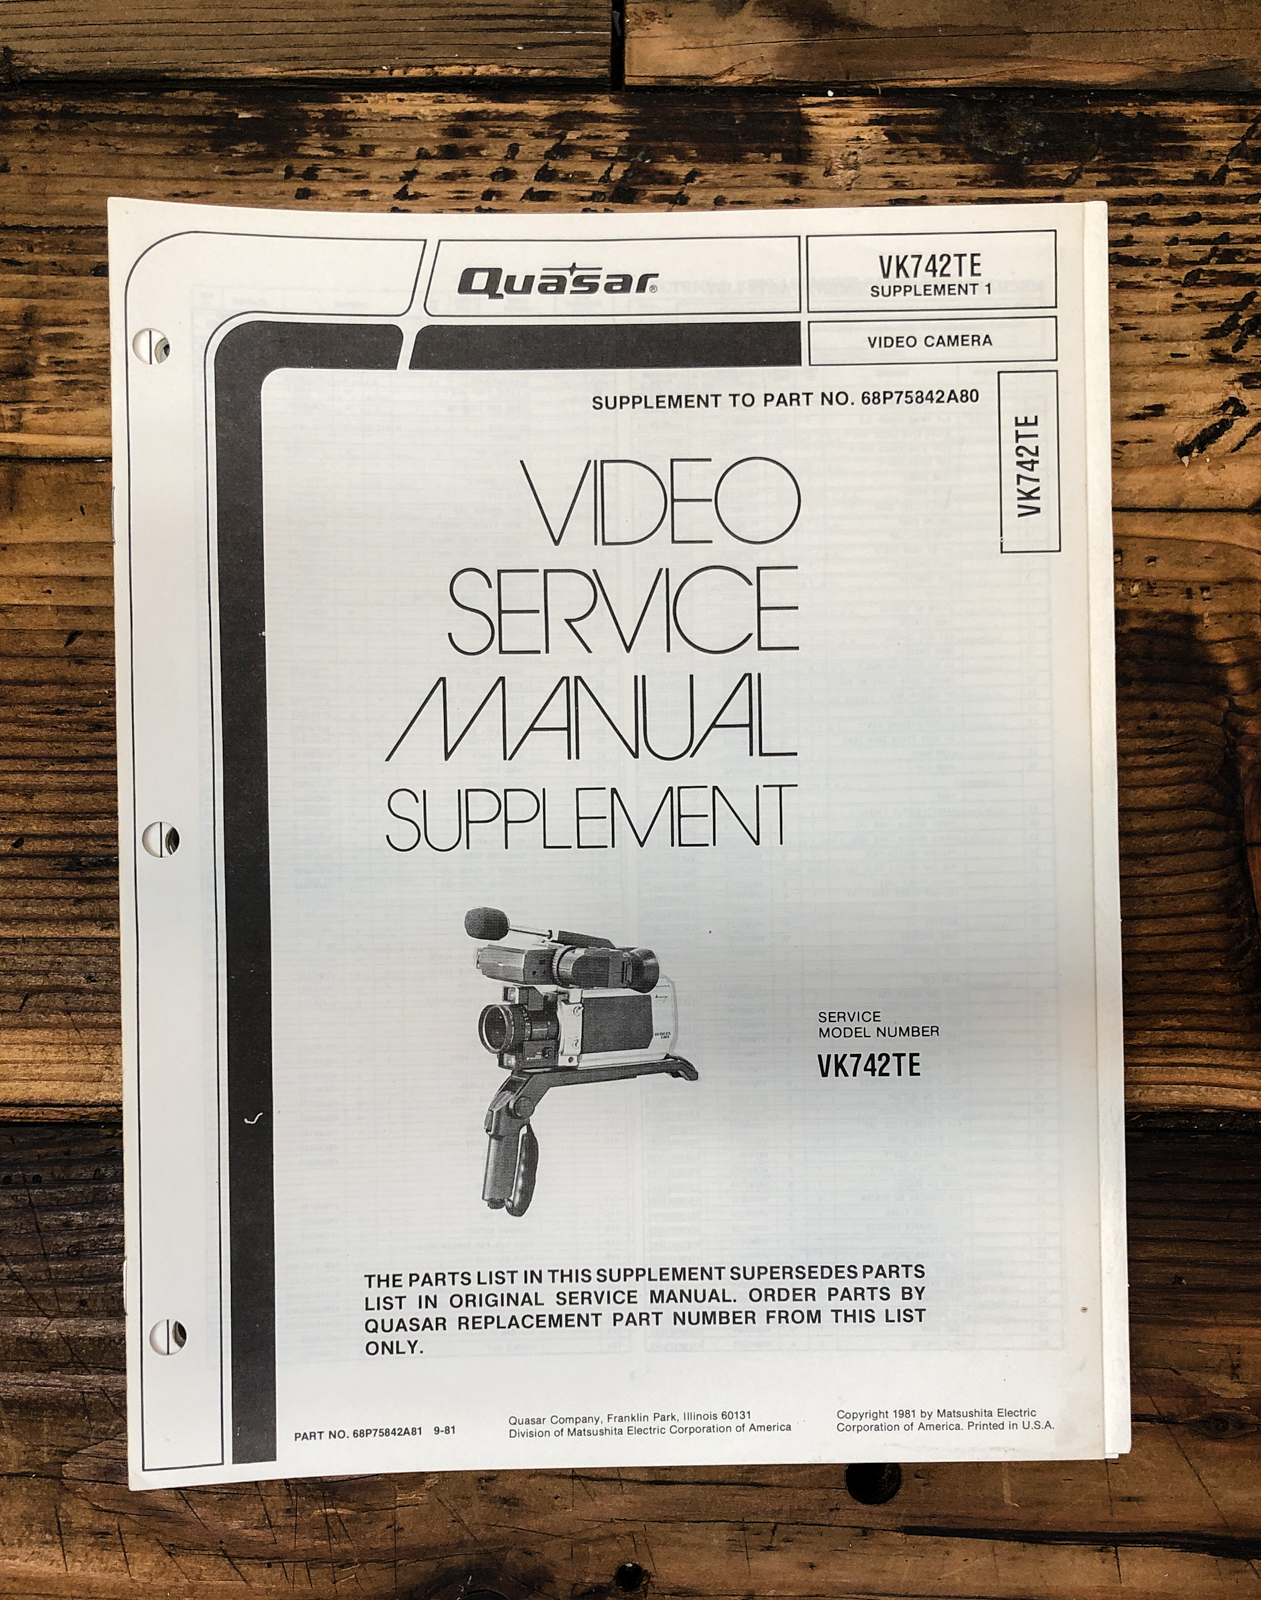 Quasar®
VK742TE
SUPPLEMENT 1
VIDEO CAMERA
SUPPLEMENT TO PART NO. 68P75842A80
VK742TE
VIDEO
SERVICE
MANUAL
SUPPLEMENT
SERVICE
MODEL NUMBER
VK742TE
THE PARTS LIST IN THIS SUPPLEMENT SUPERSEDES PARTS
LIST IN ORIGINAL SERVICE MANUAL. ORDER PARTS BY
QUASAR REPLACEMENT PART NUMBER FROM THIS LIST
ONLY.
PART NO. 68P75842A81 9-81
Quasar Company, Franklin Park, Illinois 60131
Division of Matsushita Electric Corporation of America
Copyright 1981 by Matsushita Electric
Corporation of America. Printed in U.S.A.